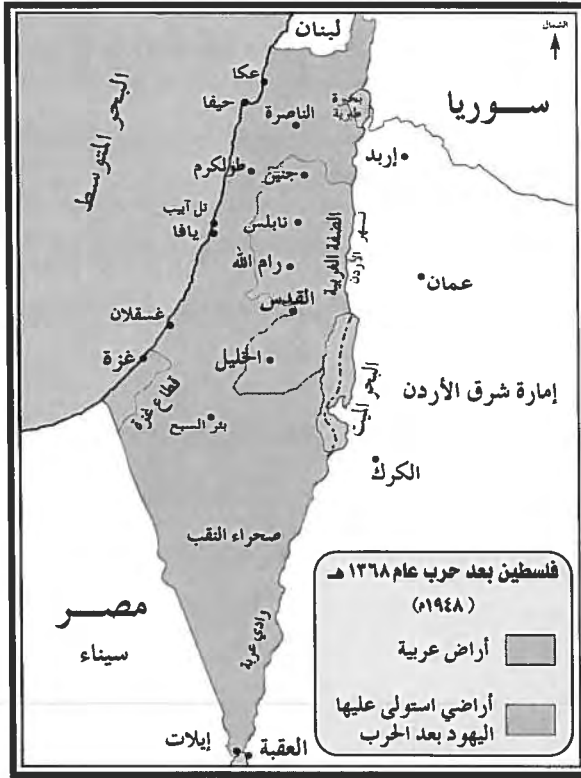 الشمال
لبنان
سوريا
البحر المتوسط
عكا
حيفا
الناصرة
بحيرة
طبرية
إربد
طولكرم
جنين
تل آبيب
يافا
نابلس
الضفة الغربية
نهر الأردن
رام الله
عمان
القدس
غسقلان
غزة
الخليل
البحر الميت
إمارة شرق الأردن
قطاع غزة
بئر السبع
الكرك
صحراء النقب
مصر
سيناء
وادي عربة
إيلات
العقبة
فلسطين بعد حرب عام ١٣٦٨ هـ
(١٩٤٨م)
أراض عربية
أراضي استولى عليها
اليهود بعد الحرب